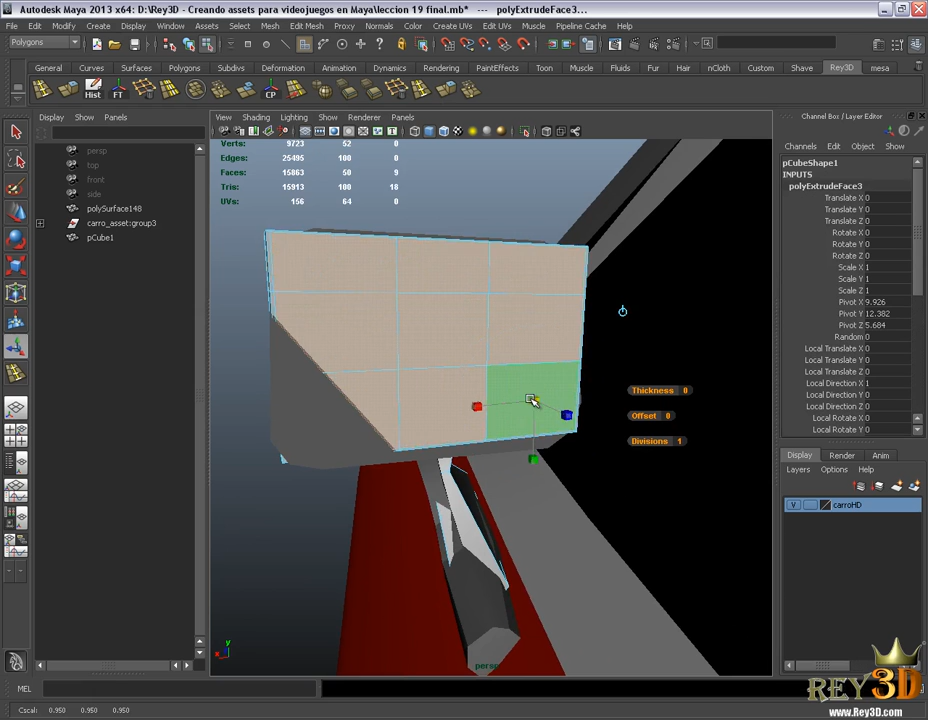 Autodesk Maya 2013 x64: D:\Rey3D - Creando assets para videojuegos en Maya\leccion 19 final.mb* - polyExtrudeFace3...
File Edit Modify Create Display Window Assets Select Mesh Edit Mesh Proxy Normals Color Create UVs Edit UVs Muscle Pipeline Cache Help
Polygons
General Curves Surfaces Polygons Subdivs Deformation Animation Dynamics Rendering PaintEffects Toon Muscle Fluids Fur Hair nCloth Custom Shave Rey3D mesa
Hist FT CP
Display Show Panels
persp
top
front
side
polySurface148
carro_asset:group3
pCube1
View Shading Lighting Show Renderer Panels
Verts: 9723 52 0
Edges: 25495 100 0
Faces: 15863 50 9
Tris: 15913 100 18
UVs: 156 64 0
Thickness 0
Offset 0
Divisions 1
persp
y
x
Channel Box / Layer Editor
Channels Edit Object Show
pCubeShape1
INPUTS
polyExtrudeFace3
Translate X 0
Translate Y 0
Translate Z 0
Rotate X 0
Rotate Y 0
Rotate Z 0
Scale X 1
Scale Y 1
Scale Z 1
Pivot X 9.926
Pivot Y 12.382
Pivot Z 5.684
Random 0
Local Translate X 0
Local Translate Y 0
Local Translate Z 0
Local Direction X 1
Local Direction Y 0
Local Direction Z 0
Local Rotate X 0
Local Rotate Y 0
Display Render Anim
Layers Options Help
V carroHD
MEL
Cscale: 0.950 0.950 0.950
REY3D
www.Rey3D.com